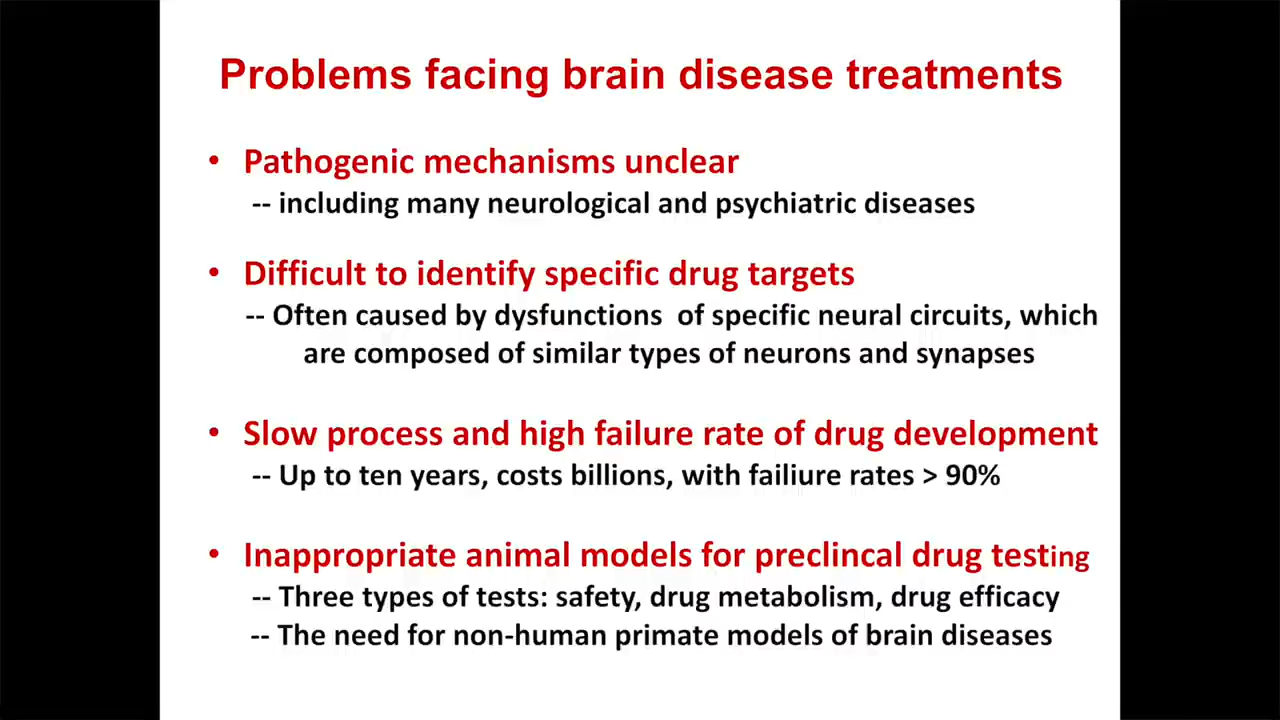 Problems facing brain disease treatments
• Pathogenic mechanisms unclear
-- including many neurological and psychiatric diseases
• Difficult to identify specific drug targets
-- Often caused by dysfunctions of specific neural circuits, which
are composed of similar types of neurons and synapses
• Slow process and high failure rate of drug development
-- Up to ten years, costs billions, with failiure rates > 90%
• Inappropriate animal models for preclincal drug testing
-- Three types of tests: safety, drug metabolism, drug efficacy
-- The need for non-human primate models of brain diseases